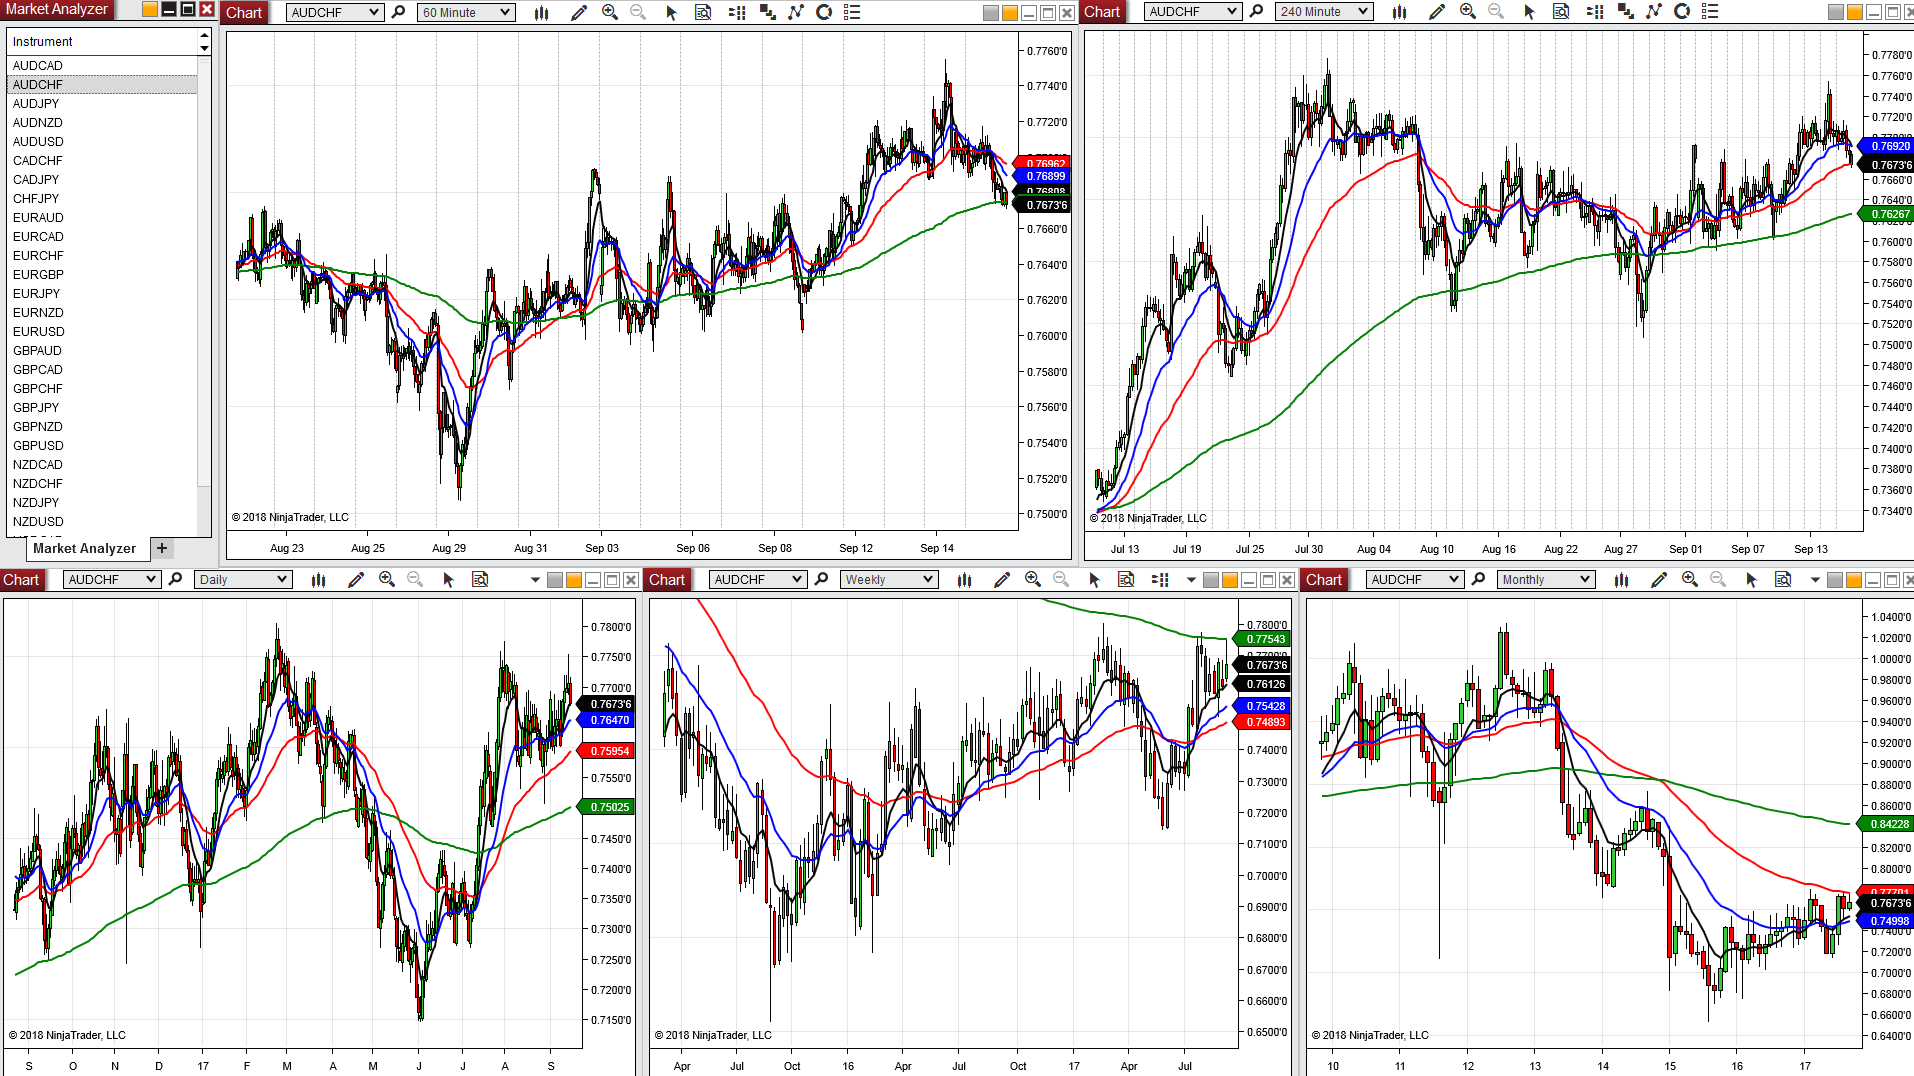 Market Analyzer
Instrument
AUDCAD
AUDCHF
AUDJPY
AUDNZD
AUDUSD
CADCHF
CADJPY
CHFJPY
EURAUD
EURCAD
EURCHF
EURGBP
EURJPY
EURNZD
EURUSD
GBPAUD
GBPCAD
GBPCHF
GBPJPY
GBPNZD
GBPUSD
NZDCAD
NZDCHF
NZDJPY
NZDUSD
Market Analyzer +
Chart AUDCHF 60 Minute
0.7760'0
0.7740'0
0.7720'0
0.76962
0.76899
0.7673'6
0.7660'0
0.7640'0
0.7620'0
0.7600'0
0.7580'0
0.7560'0
0.7540'0
0.7520'0
0.7500'0
© 2018 NinjaTrader, LLC
Aug 23 Aug 25 Aug 29 Aug 31 Sep 03 Sep 06 Sep 08 Sep 12 Sep 14
Chart AUDCHF 240 Minute
0.7780'0
0.7760'0
0.7740'0
0.7720'0
0.76920
0.7673'6
0.7660'0
0.7640'0
0.76267
0.7600'0
0.7580'0
0.7560'0
0.7540'0
0.7520'0
0.7500'0
0.7480'0
0.7460'0
0.7440'0
0.7420'0
0.7400'0
0.7380'0
0.7360'0
0.7340'0
© 2018 NinjaTrader, LLC
Jul 13 Jul 19 Jul 25 Jul 30 Aug 04 Aug 10 Aug 16 Aug 22 Aug 27 Sep 01 Sep 07 Sep 13
Chart AUDCHF Daily
0.7800'0
0.7750'0
0.7700'0
0.7673'6
0.76470
0.75954
0.7550'0
0.75025
0.7450'0
0.7400'0
0.7350'0
0.7300'0
0.7250'0
0.7200'0
0.7150'0
© 2018 NinjaTrader, LLC
S O N D 17 F M A M J J A S
Chart AUDCHF Weekly
0.7800'0
0.77543
0.7673'6
0.76126
0.75428
0.74893
0.7400'0
0.7300'0
0.7200'0
0.7100'0
0.7000'0
0.6900'0
0.6800'0
0.6700'0
0.6600'0
0.6500'0
© 2018 NinjaTrader, LLC
Apr Jul Oct 16 Apr Jul Oct 17 Apr Jul
Chart AUDCHF Monthly
1.0400'0
1.0200'0
1.0000'0
0.9800'0
0.9600'0
0.9400'0
0.9200'0
0.9000'0
0.8800'0
0.8600'0
0.84228
0.8200'0
0.8000'0
0.77701
0.7673'6
0.74998
0.7400'0
0.7200'0
0.7000'0
0.6800'0
0.6600'0
0.6400'0
© 2018 NinjaTrader, LLC
10 11 12 13 14 15 16 17